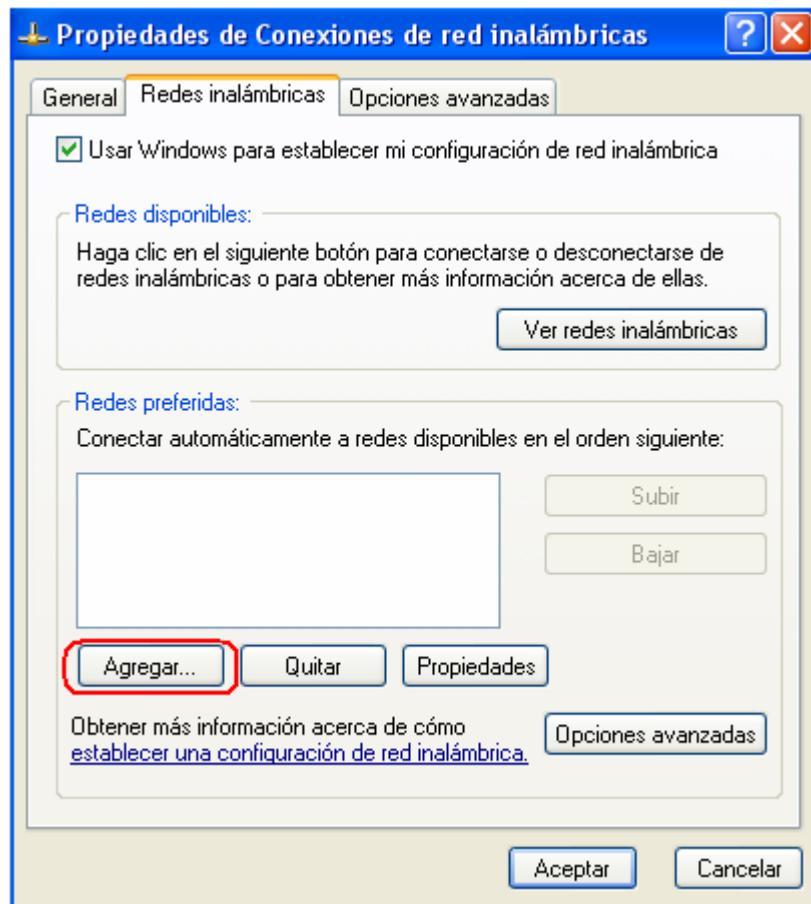 Propiedades de Conexiones de red inalámbricas
General
Redes inalámbricas
Opciones avanzadas
Usar Windows para establecer mi configuración de red inalámbrica
Redes disponibles:
Haga clic en el siguiente botón para conectarse o desconectarse de
redes inalámbricas o para obtener más información acerca de ellas.
Ver redes inalámbricas
Redes preferidas:
Conectar automáticamente a redes disponibles en el orden siguiente:
Subir
Bajar
Agregar...
Quitar
Propiedades
Obtener más información acerca de cómo
establecer una configuración de red inalámbrica.
Opciones avanzadas
Aceptar
Cancelar